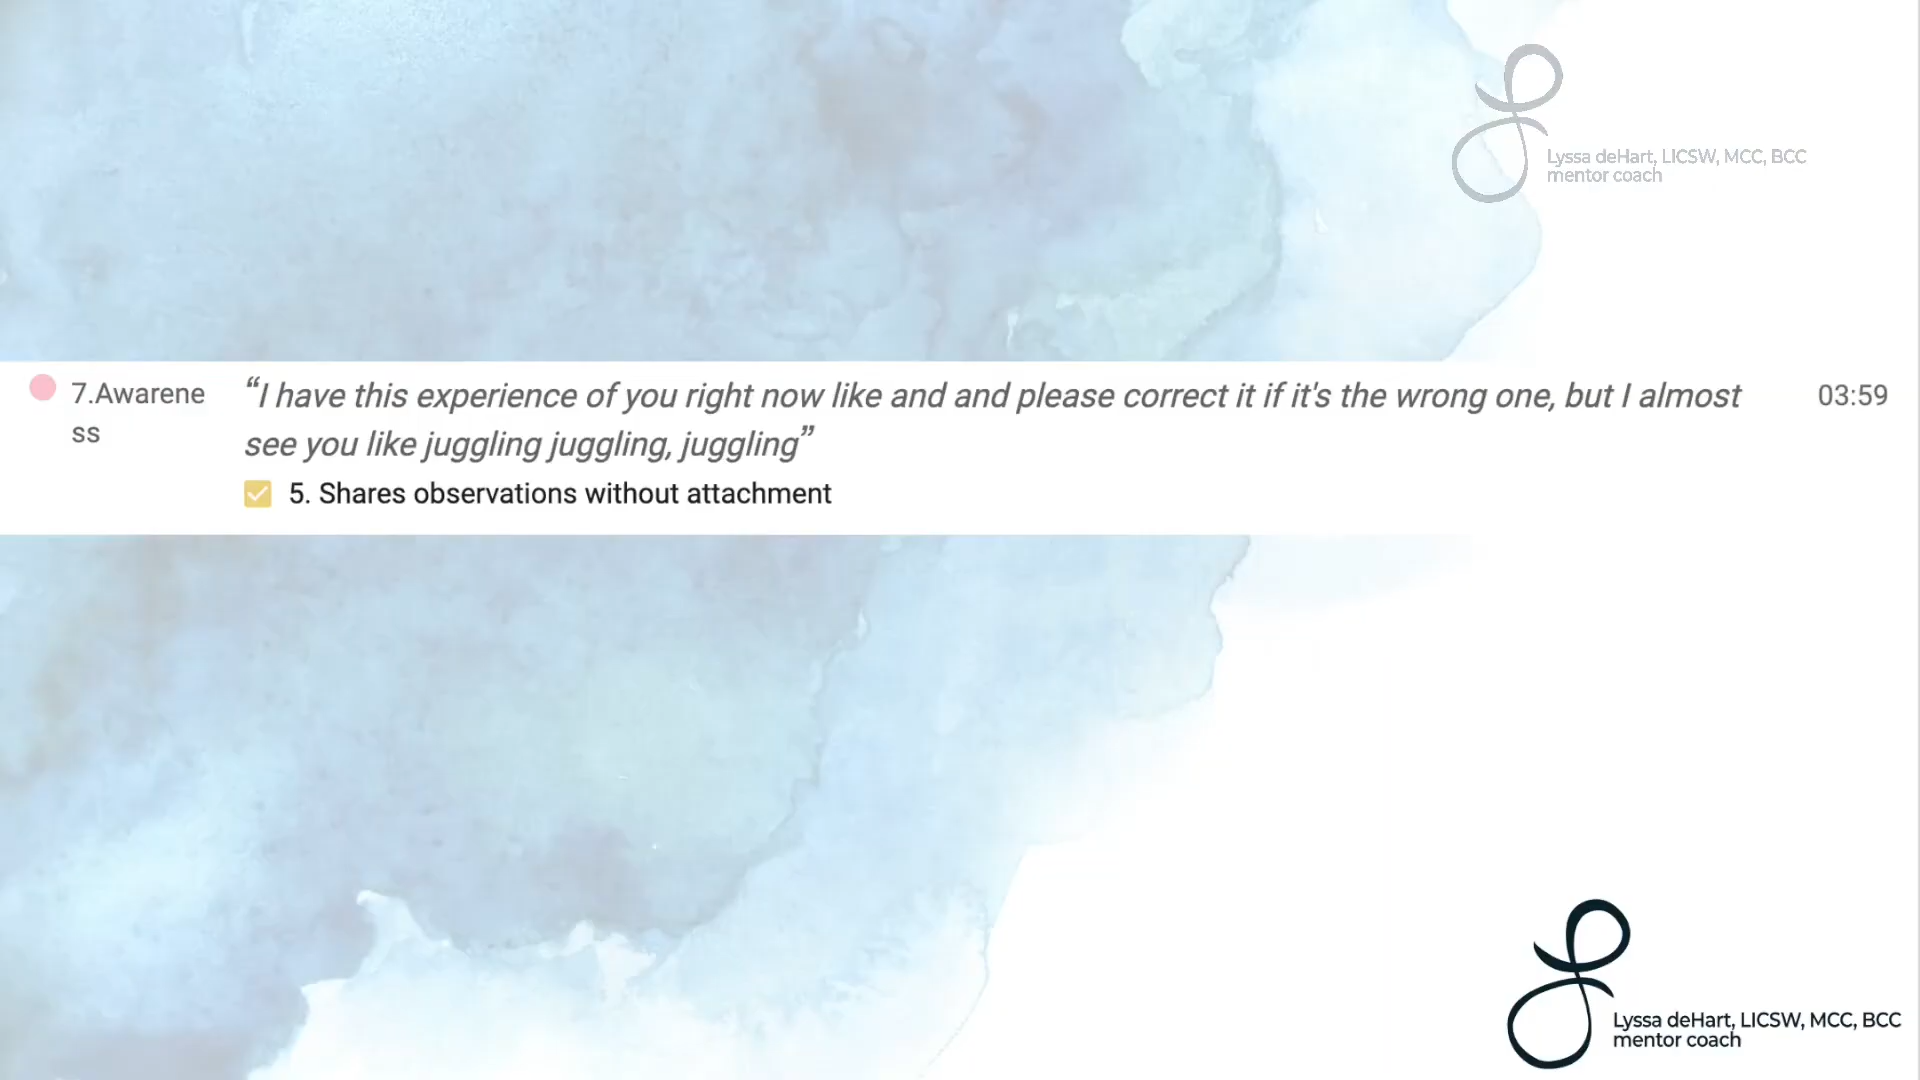 Lyssa deHart, LICSW, MCC, BCC
mentor coach
7.Awarene
ss
“I have this experience of you right now like and and please correct it if it's the wrong one, but I almost
see you like juggling juggling, juggling”
03:59
5. Shares observations without attachment
Lyssa deHart, LICSW, MCC, BCC
mentor coach